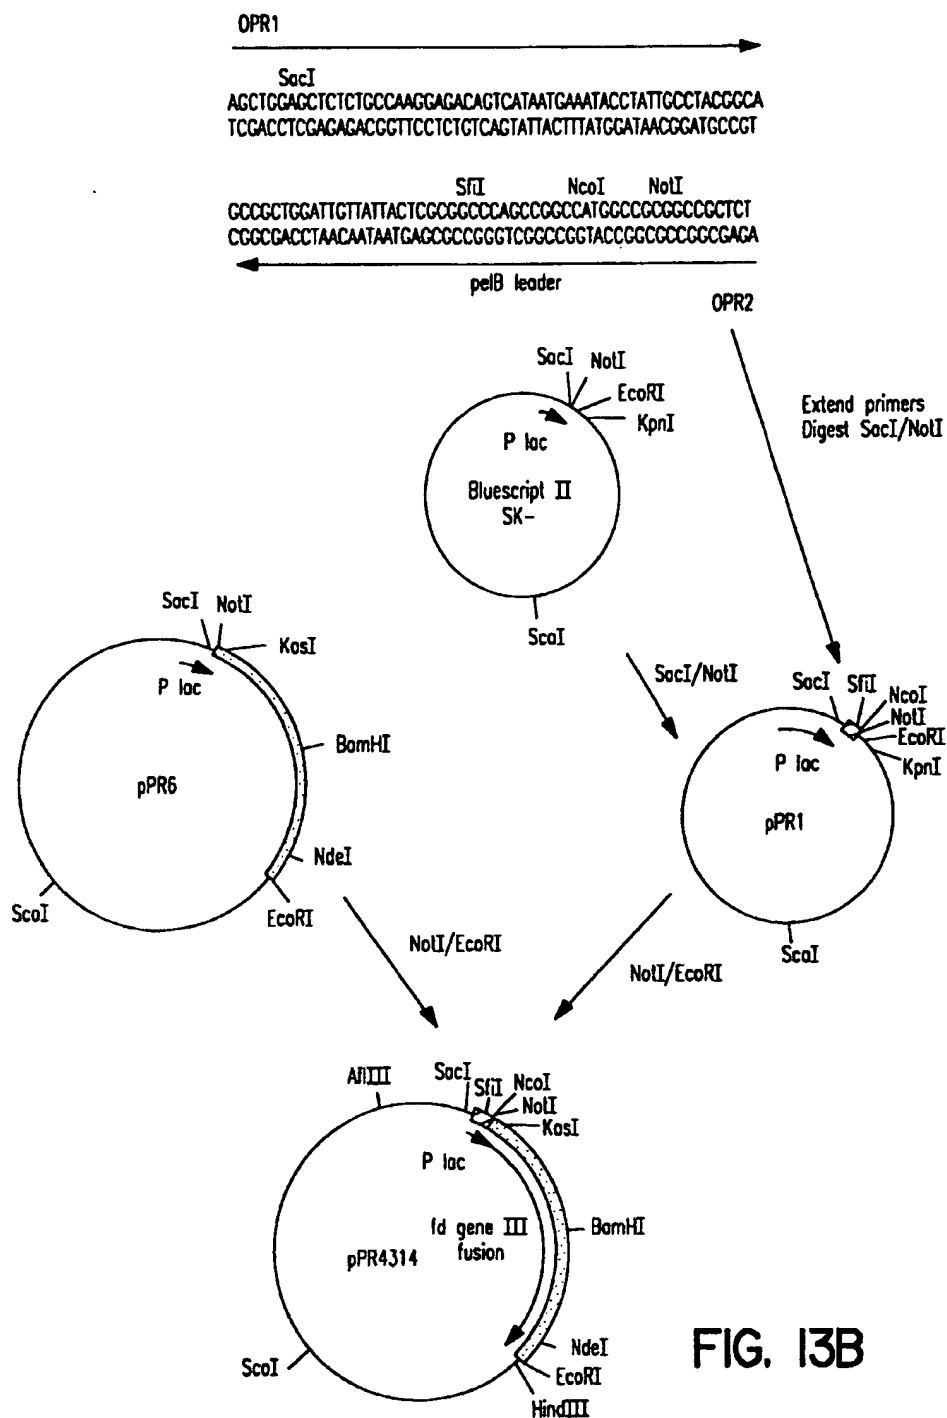 OPR1
SacI
AGCTGGAGCTCTCTGCCAAGGAGACAGTCATAATGAAATACCTATTGCCTACGGCA
TCGACCTCGAGAGACGGTTCCTCTGTCAGTATTACTTTATGGATAACGGATGCCGT
SfiI NcoI NotI
GCCGCTGGATTGTTATTACTCGCGGCCCAGCCGGCCATGGCCGCGGCCGCTCT
CGGCGACCTAACAATAATGAGCGCCGGGTCGGCCGGTACCGGCGCCGGCGAGA
pelB leader
OPR2
SacI NotI
EcoRI
KpnI
P lac
Bluescript II
SK-
ScaI
Extend primers
Digest SacI/NotI
SacI NotI
KasI
P lac
BamHI
pPR6
NdeI
EcoRI
ScaI
SacI/NotI
SacI SfiI
NcoI
NotI
EcoRI
KpnI
P lac
pPR1
ScaI
NotI/EcoRI
NotI/EcoRI
AflIII
SacI
SfiI
NcoI
NotI
KasI
P lac
fd gene III
fusion
BamHI
pPR4314
NdeI
EcoRI
HindIII
ScaI
FIG. 13B